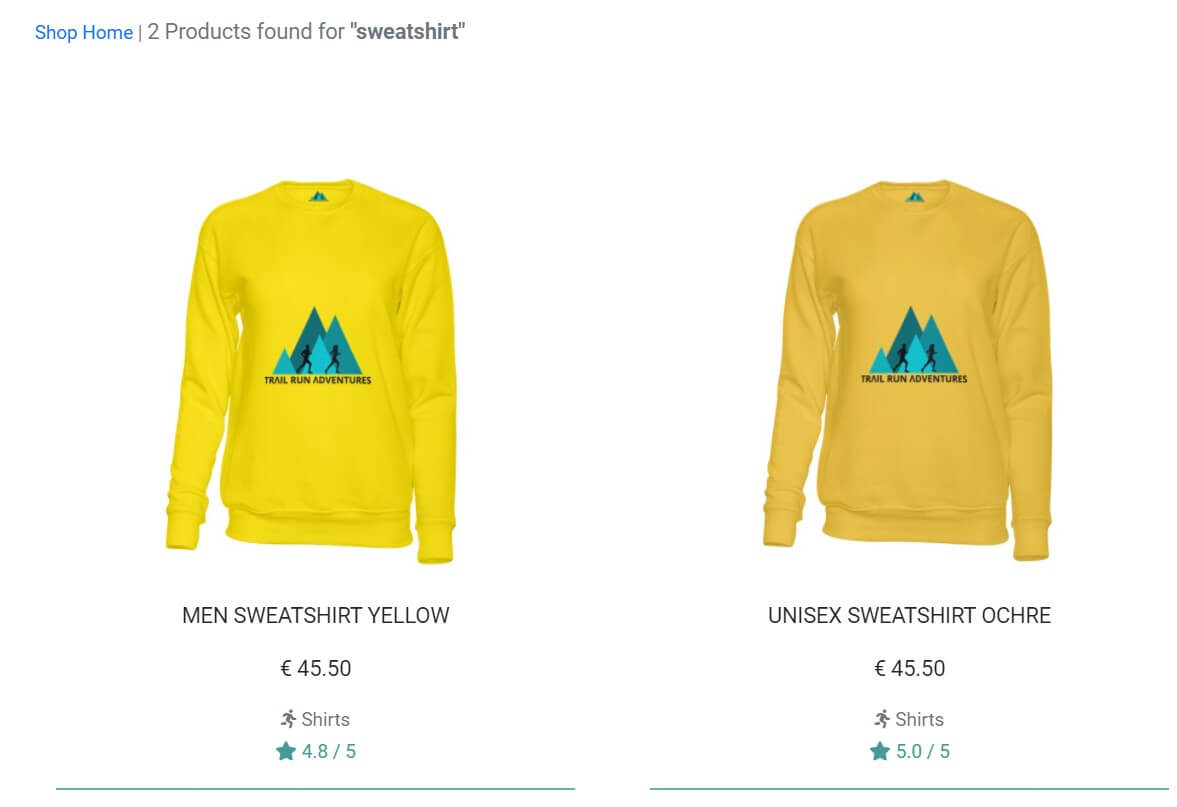 Shop Home | 2 Products found for "sweatshirt"
TRAIL RUN ADVENTURES
TRAIL RUN ADVENTURES
MEN SWEATSHIRT YELLOW
UNISEX SWEATSHIRT OCHRE
€ 45.50
€ 45.50
Shirts
Shirts
4.8 / 5
5.0 / 5